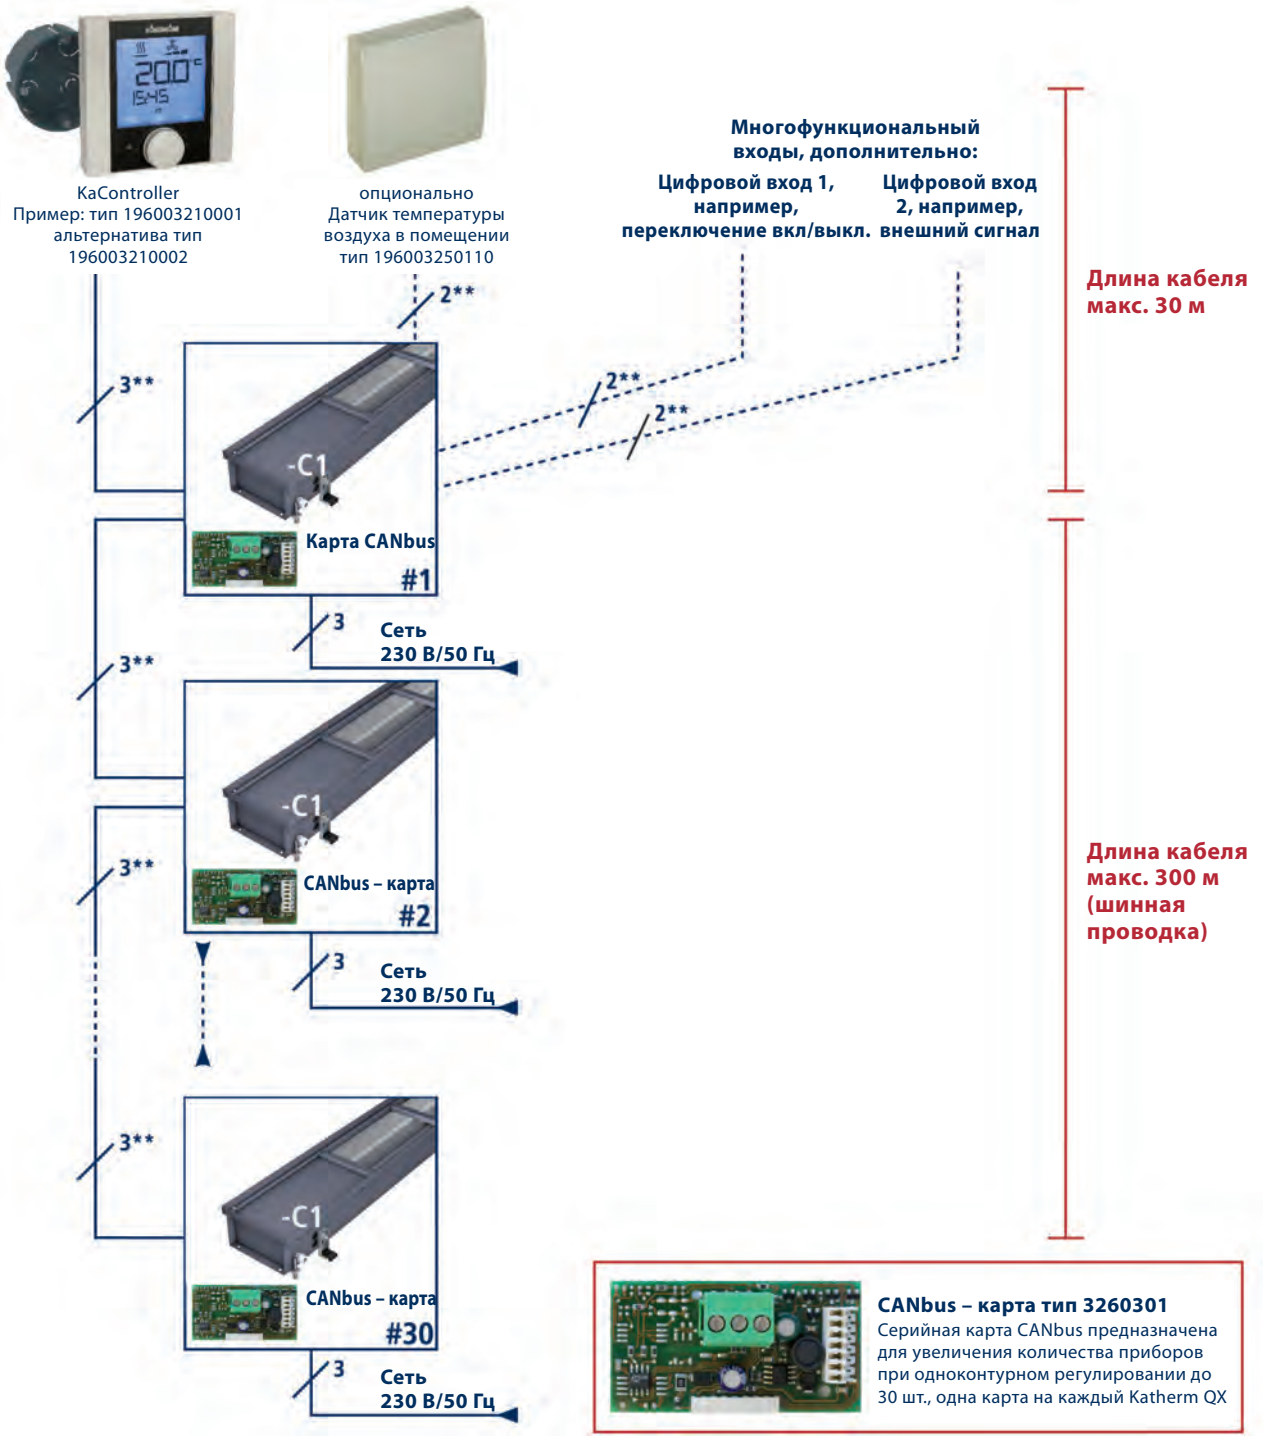 20.0°C
15:45
KaController
Пример: тип 196003210001
альтернатива тип
196003210002
опционально
Датчик температуры
воздуха в помещении
тип 196003250110
Многофункциональный
входы, дополнительно:
Цифровой вход 1,
например,
переключение вкл/выкл.
Цифровой вход
2, например,
внешний сигнал
Длина кабеля
макс. 30 м
2**
3**
2**
2**
-C1
Карта CANbus
#1
3
Сеть
230 В/50 Гц
3**
-C1
CANbus – карта
#2
3**
3
Сеть
230 В/50 Гц
Длина кабеля
макс. 300 м
(шинная
проводка)
3**
-C1
CANbus – карта
#30
3
Сеть
230 В/50 Гц
CANbus – карта тип 3260301
Серийная карта CANbus предназначена
для увеличения количества приборов
при одноконтурном регулировании до
30 шт., одна карта на каждый Katherm QX